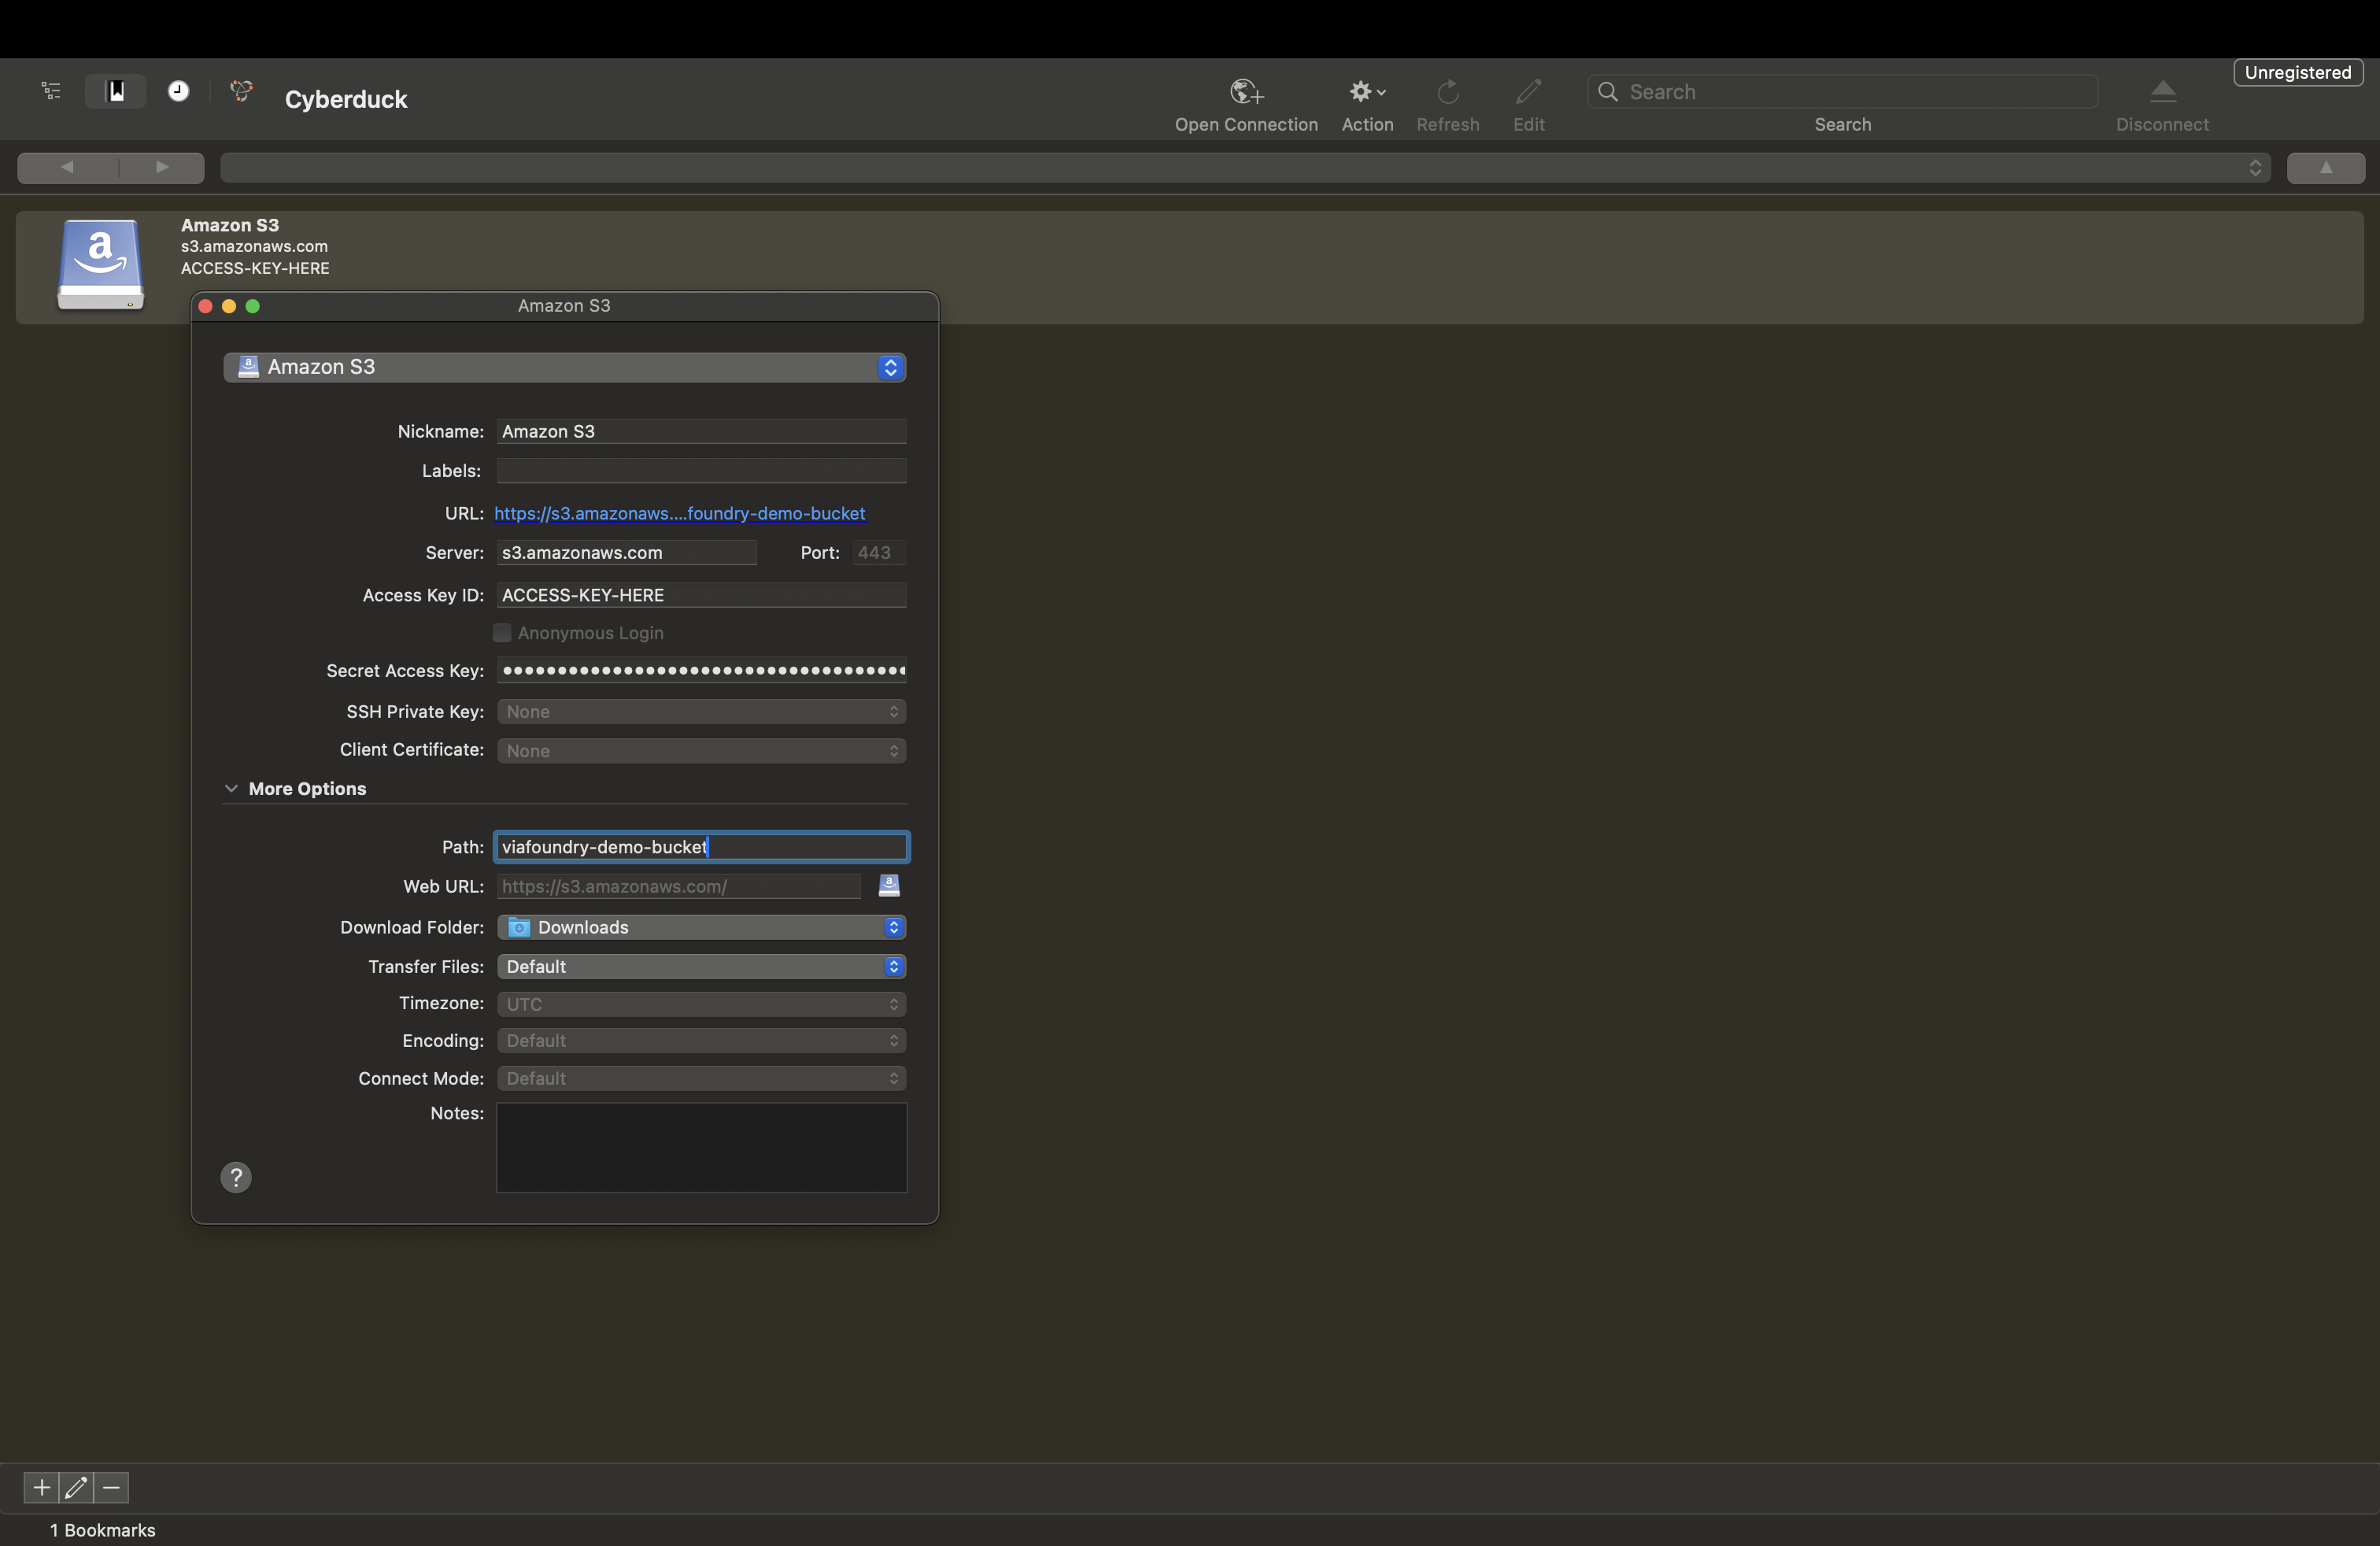 Unregistered
Cyberduck
Open Connection
Action
Refresh
Edit
Search
Search
Disconnect
Amazon S3
s3.amazonaws.com
ACCESS-KEY-HERE
Amazon S3
Amazon S3
Nickname: Amazon S3
Labels:
URL: https://s3.amazonaws....foundry-demo-bucket
Server: s3.amazonaws.com Port: 443
Access Key ID: ACCESS-KEY-HERE
Anonymous Login
Secret Access Key:
SSH Private Key: None
Client Certificate: None
More Options
Path: viafoundry-demo-bucket
Web URL: https://s3.amazonaws.com/
Download Folder: Downloads
Transfer Files: Default
Timezone: UTC
Encoding: Default
Connect Mode: Default
Notes:
?
1 Bookmarks